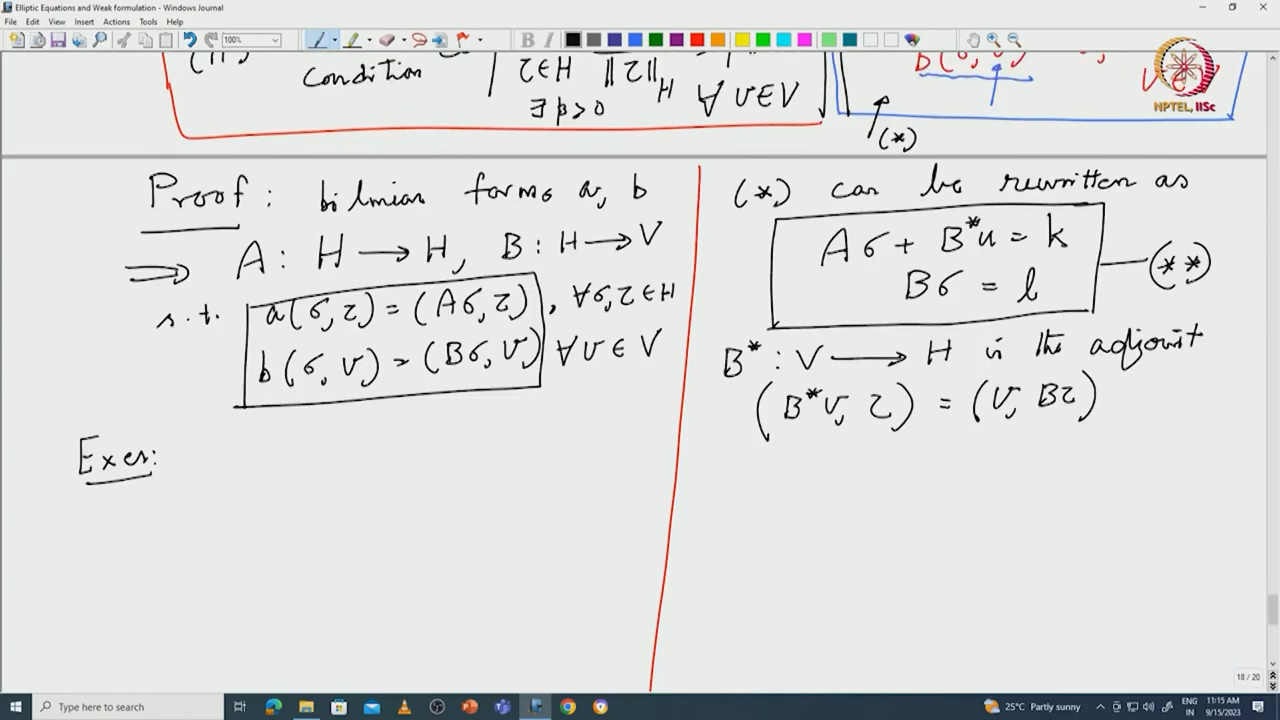 Elliptic Equations and Weak formulation - Windows Journal
File Edit View Insert Actions Tools Help
100%
B I
condition
τ∈H ‖τ‖_H ∀ v∈V
∃ β>0
(*)
NPTEL, IISc
Proof: bilinear forms a, b
⟹ A : H → H, B : H → V
s.t. a(σ, τ) = (Aσ, τ), ∀σ, τ ∈ H
b(σ, v) = (Bσ, v) ∀ v ∈ V
Exer:
(*) can be rewritten as
Aσ + B*u = k
Bσ = l
(**)
B* : V → H is the adjoint
(B*v, τ) = (v, Bτ)
18 / 20
Type here to search
25°C Partly sunny
ENG
IN
11:15 AM
9/15/2023